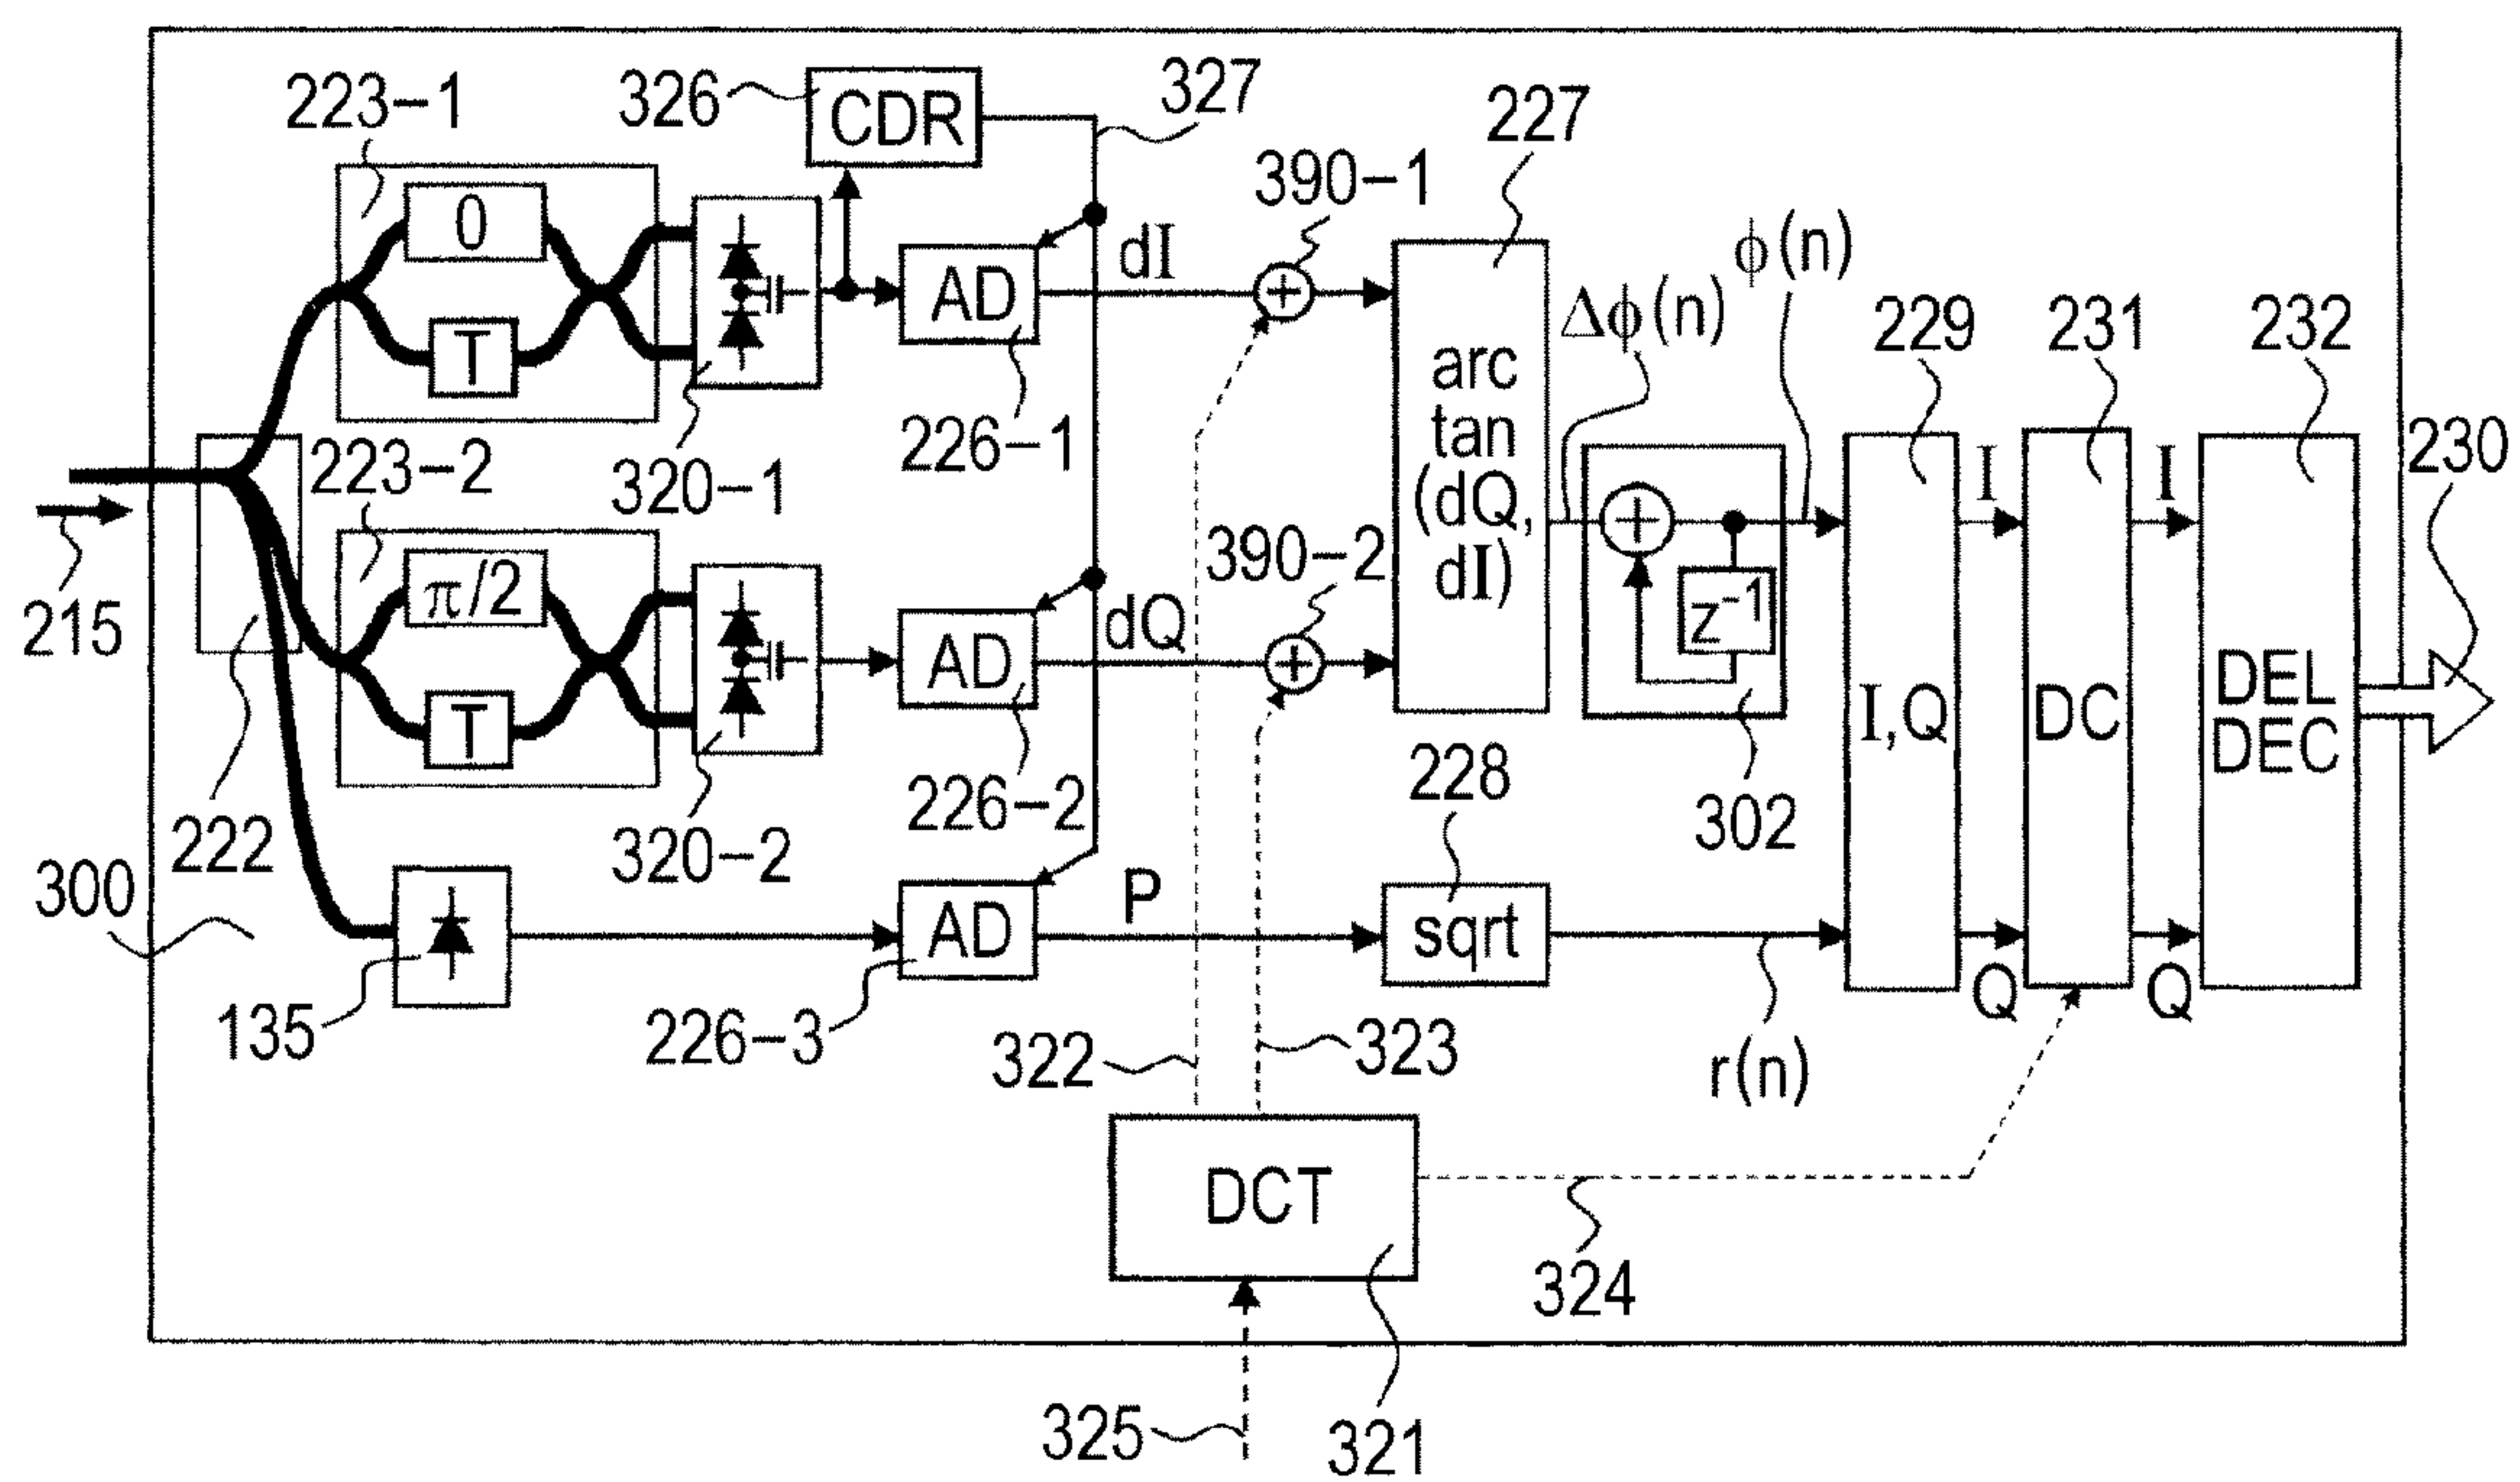 223-1
326
CDR
327
227
390-1
0
T
AD
dI
226-1
320-1
arc
tan
(dQ,
dI)
Δϕ(n)
ϕ(n)
229
231
232
230
223-2
390-2
215
222
π/2
T
AD
dQ
226-2
320-2
z⁻¹
302
I
I
I,Q
DC
DEL
DEC
228
300
135
AD
226-3
P
sqrt
r(n)
Q
Q
322
323
DCT
324
325
321